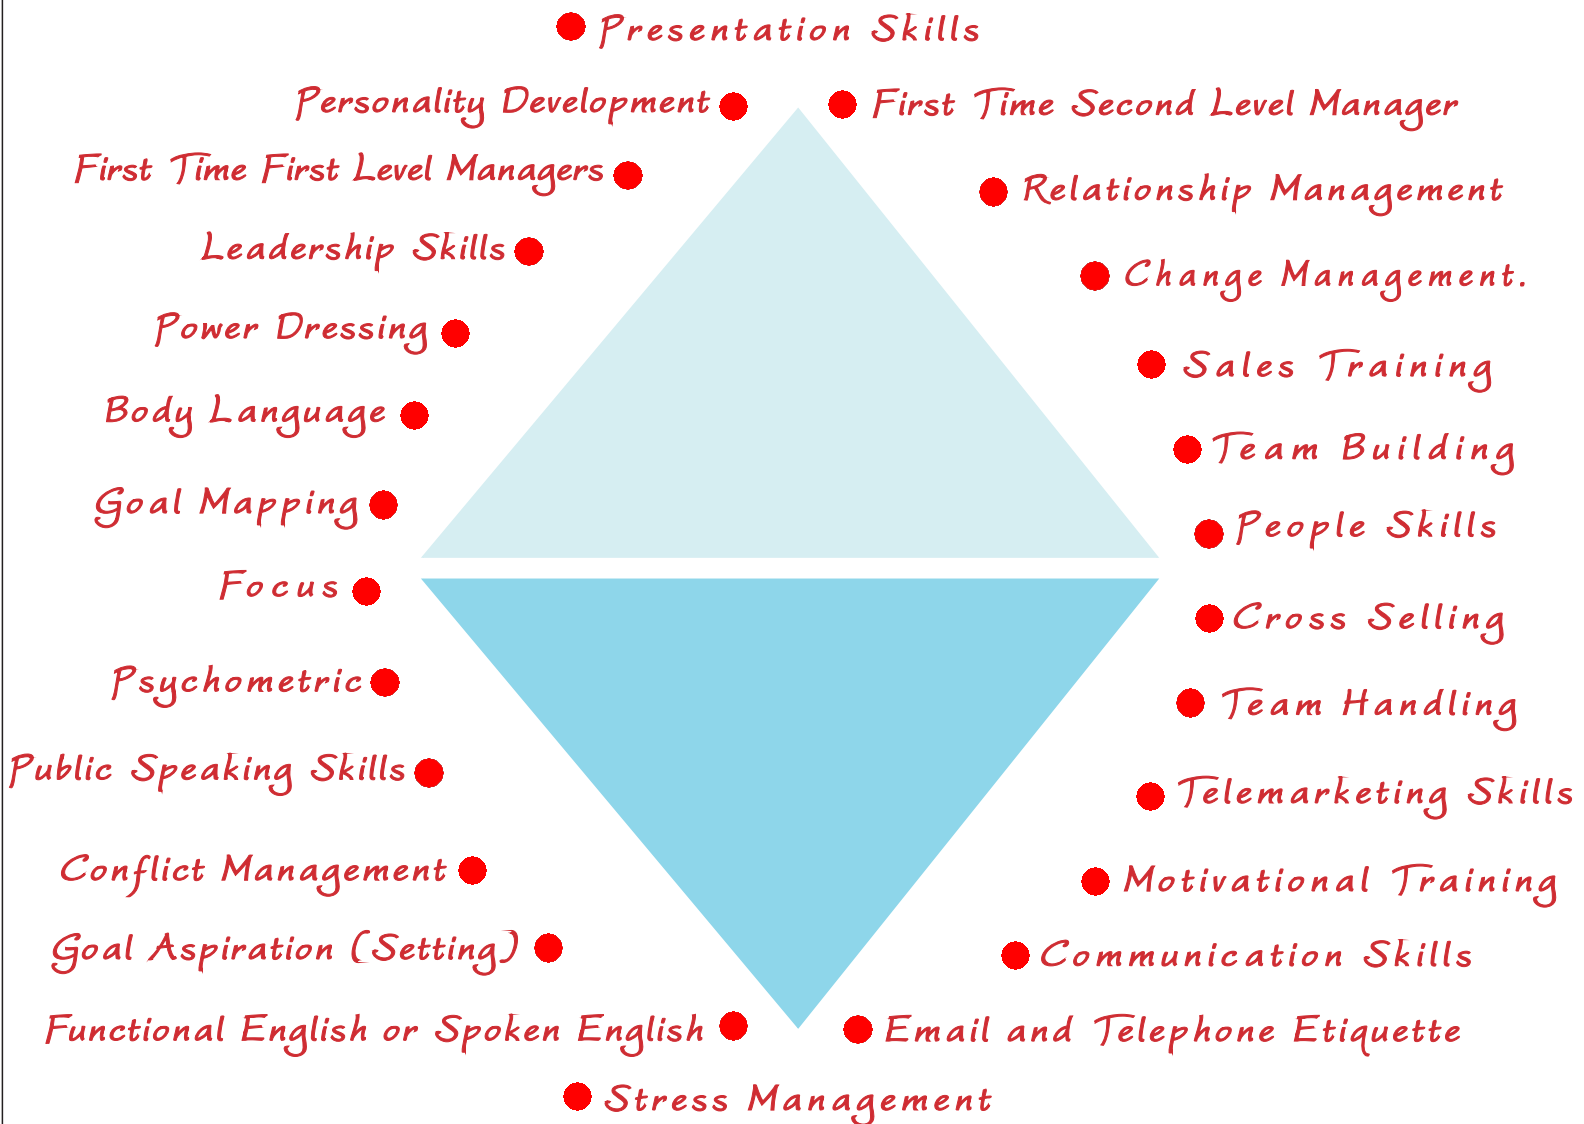 Presentation Skills
Personality Development
First Time Second Level Manager
First Time First Level Managers
Relationship Management
Leadership Skills
Change Management.
Power Dressing
Sales Training
Body Language
Team Building
Goal Mapping
People Skills
Focus
Cross Selling
Psychometric
Team Handling
Public Speaking Skills
Telemarketing Skills
Conflict Management
Motivational Training
Goal Aspiration (Setting)
Communication Skills
Functional English or Spoken English
Email and Telephone Etiquette
Stress Management